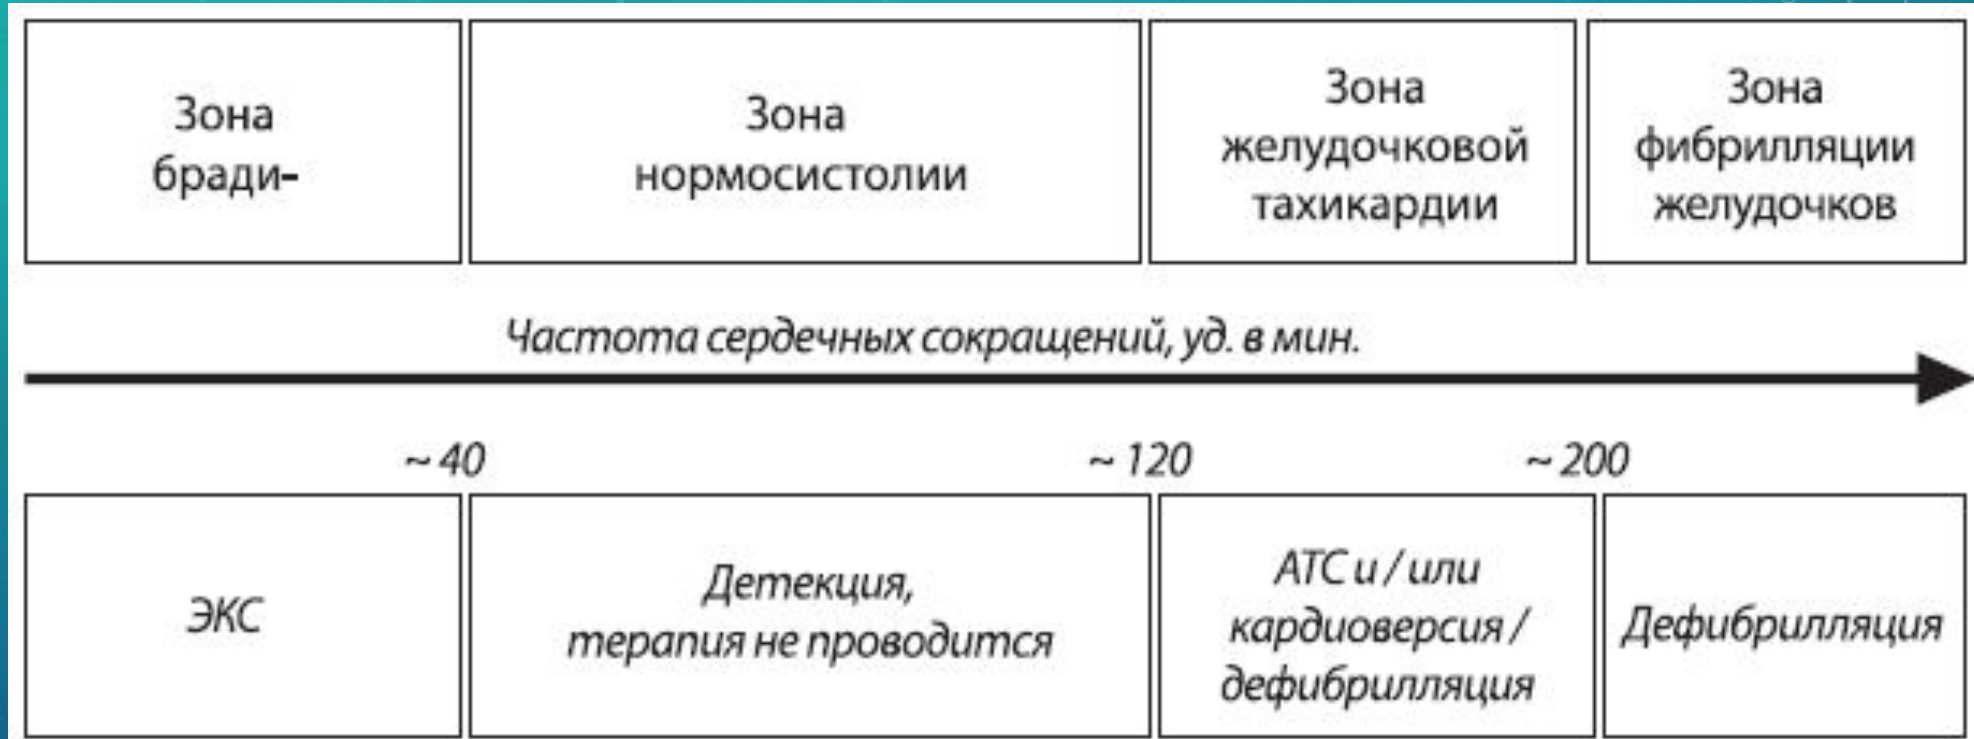 Зона
бради-
Зона
нормосистолии
Зона
желудочковой
тахикардии
Зона
фибрилляции
желудочков
Частота сердечных сокращений, уд. в мин.
~ 40
~ 120
~ 200
ЭКС
Детекция,
терапия не проводится
АТС и / или
кардиоверсия /
дефибрилляция
Дефибрилляция